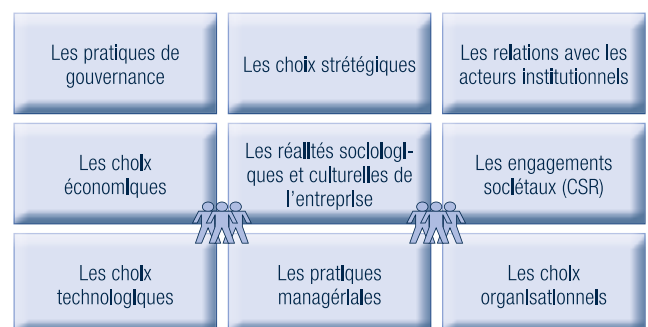 Les pratiques de
gouvernance
Les choix strétégiques
Les relations avec les
acteurs institutionnels
Les choix
économiques
Les réalités sociologi-
ques et culturelles de
l'entreprise
Les engagements
sociétaux (CSR)
Les choix
technologiques
Les pratiques
managériales
Les choix
organisationnels